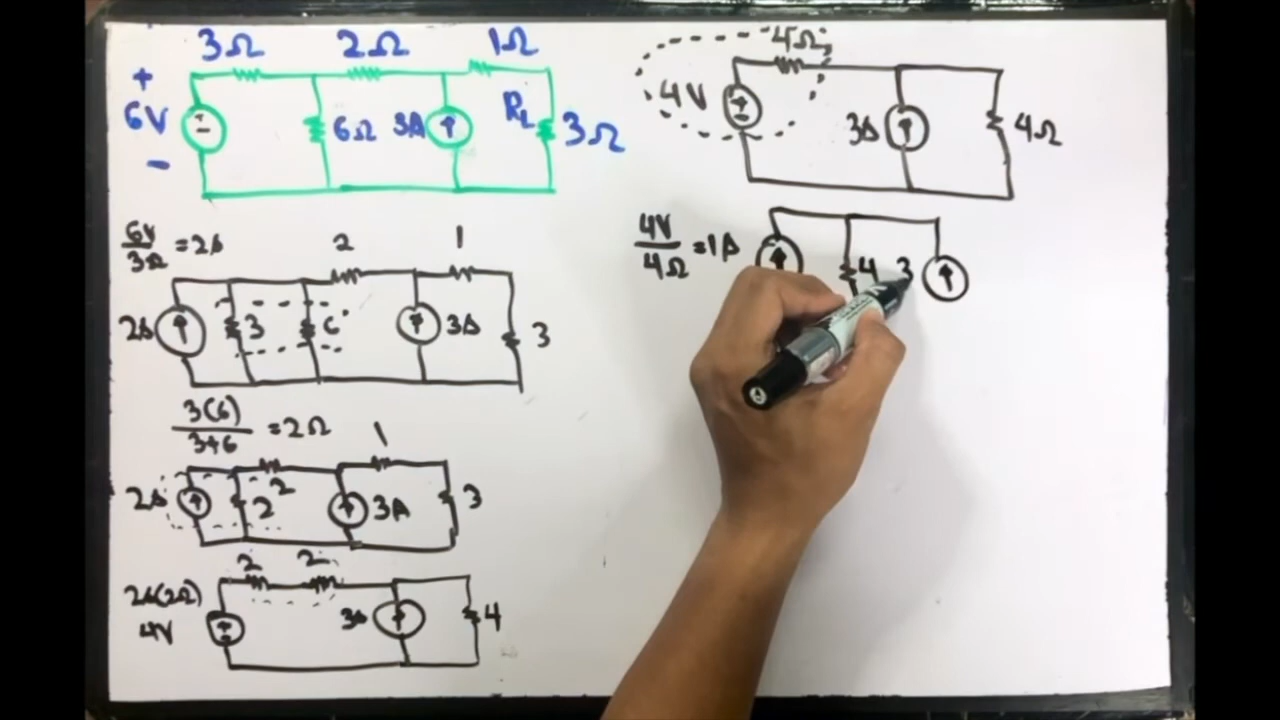 3Ω 2Ω 1Ω
+
6V
-
+
-
6Ω 3A
R_L 3Ω
6V
3Ω
=2A
2 1
2A 3 6 3A 3
3(6)
3+6
=2Ω
1
2A 2 2 3A 3
2 2
2A(2Ω)
4V
3A 4
4Ω
4V
3A 4Ω
4V
4Ω
=1A
4 3